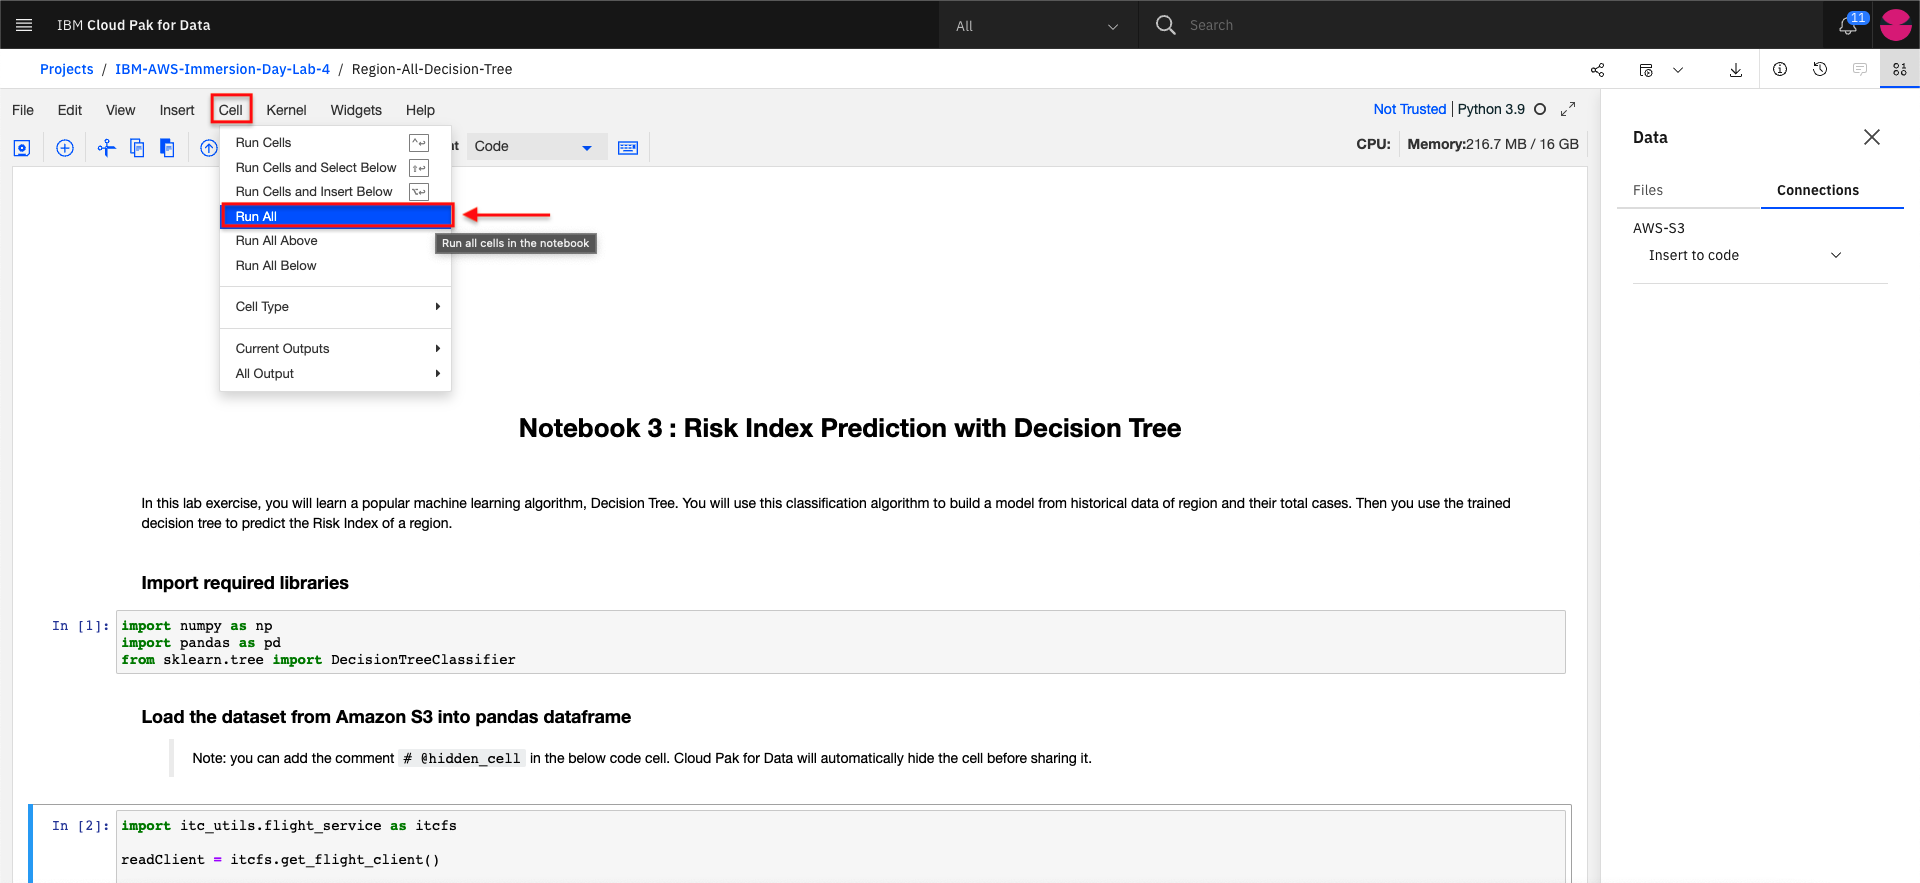 IBM Cloud Pak for Data
All
Search
11
Projects / IBM-AWS-Immersion-Day-Lab-4 / Region-All-Decision-Tree
File Edit View Insert Cell Kernel Widgets Help
Not Trusted Python 3.9
Code
CPU: Memory:216.7 MB / 16 GB
Run Cells
Run Cells and Select Below
Run Cells and Insert Below
Run All
Run All Above
Run All Below
Run all cells in the notebook
Cell Type
Current Outputs
All Output
Data
Files Connections
AWS-S3
Insert to code
Notebook 3 : Risk Index Prediction with Decision Tree
In this lab exercise, you will learn a popular machine learning algorithm, Decision Tree. You will use this classification algorithm to build a model from historical data of region and their total cases. Then you use the trained
decision tree to predict the Risk Index of a region.
Import required libraries
In [1]: import numpy as np
import pandas as pd
from sklearn.tree import DecisionTreeClassifier
Load the dataset from Amazon S3 into pandas dataframe
Note: you can add the comment # @hidden_cell in the below code cell. Cloud Pak for Data will automatically hide the cell before sharing it.
In [2]: import itc_utils.flight_service as itcfs
readClient = itcfs.get_flight_client()